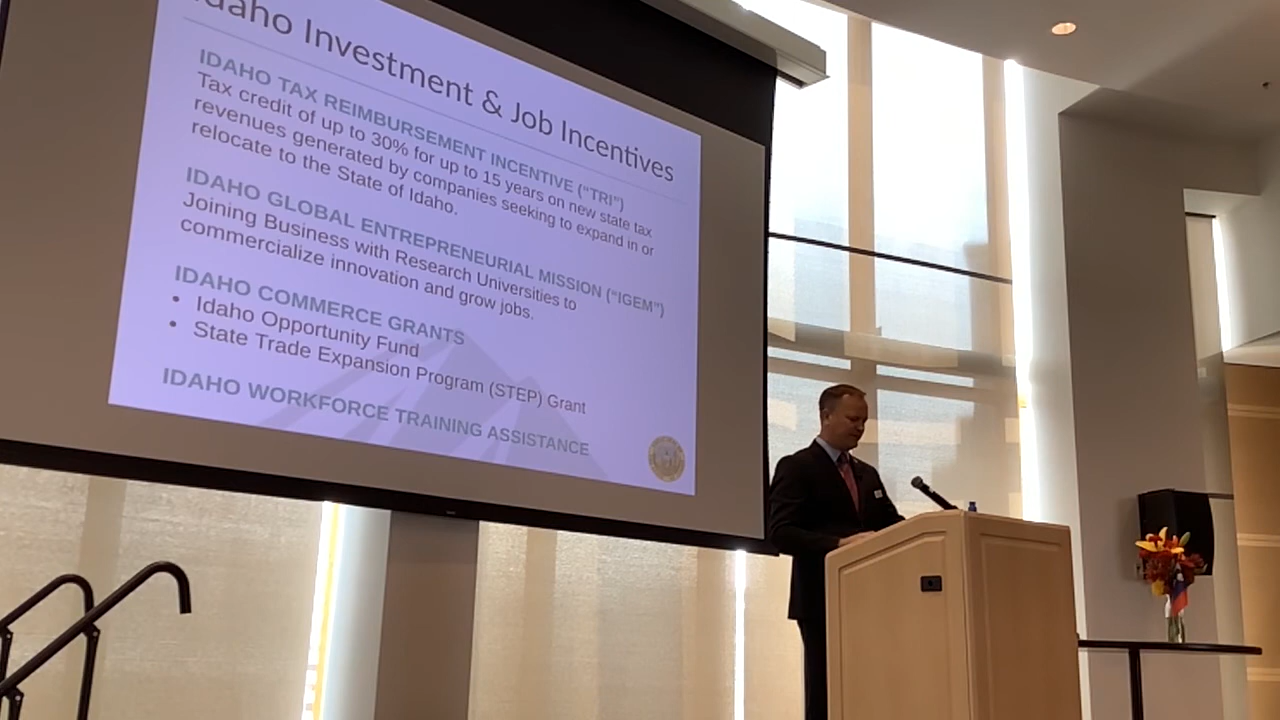 Idaho Investment & Job Incentives
IDAHO TAX REIMBURSEMENT INCENTIVE ("TRI")
Tax credit of up to 30% for up to 15 years on new state tax
revenues generated by companies seeking to expand in or
relocate to the State of Idaho.
IDAHO GLOBAL ENTREPRENEURIAL MISSION ("IGEM")
Joining Business with Research Universities to
commercialize innovation and grow jobs.
IDAHO COMMERCE GRANTS
• Idaho Opportunity Fund
• State Trade Expansion Program (STEP) Grant
IDAHO WORKFORCE TRAINING ASSISTANCE